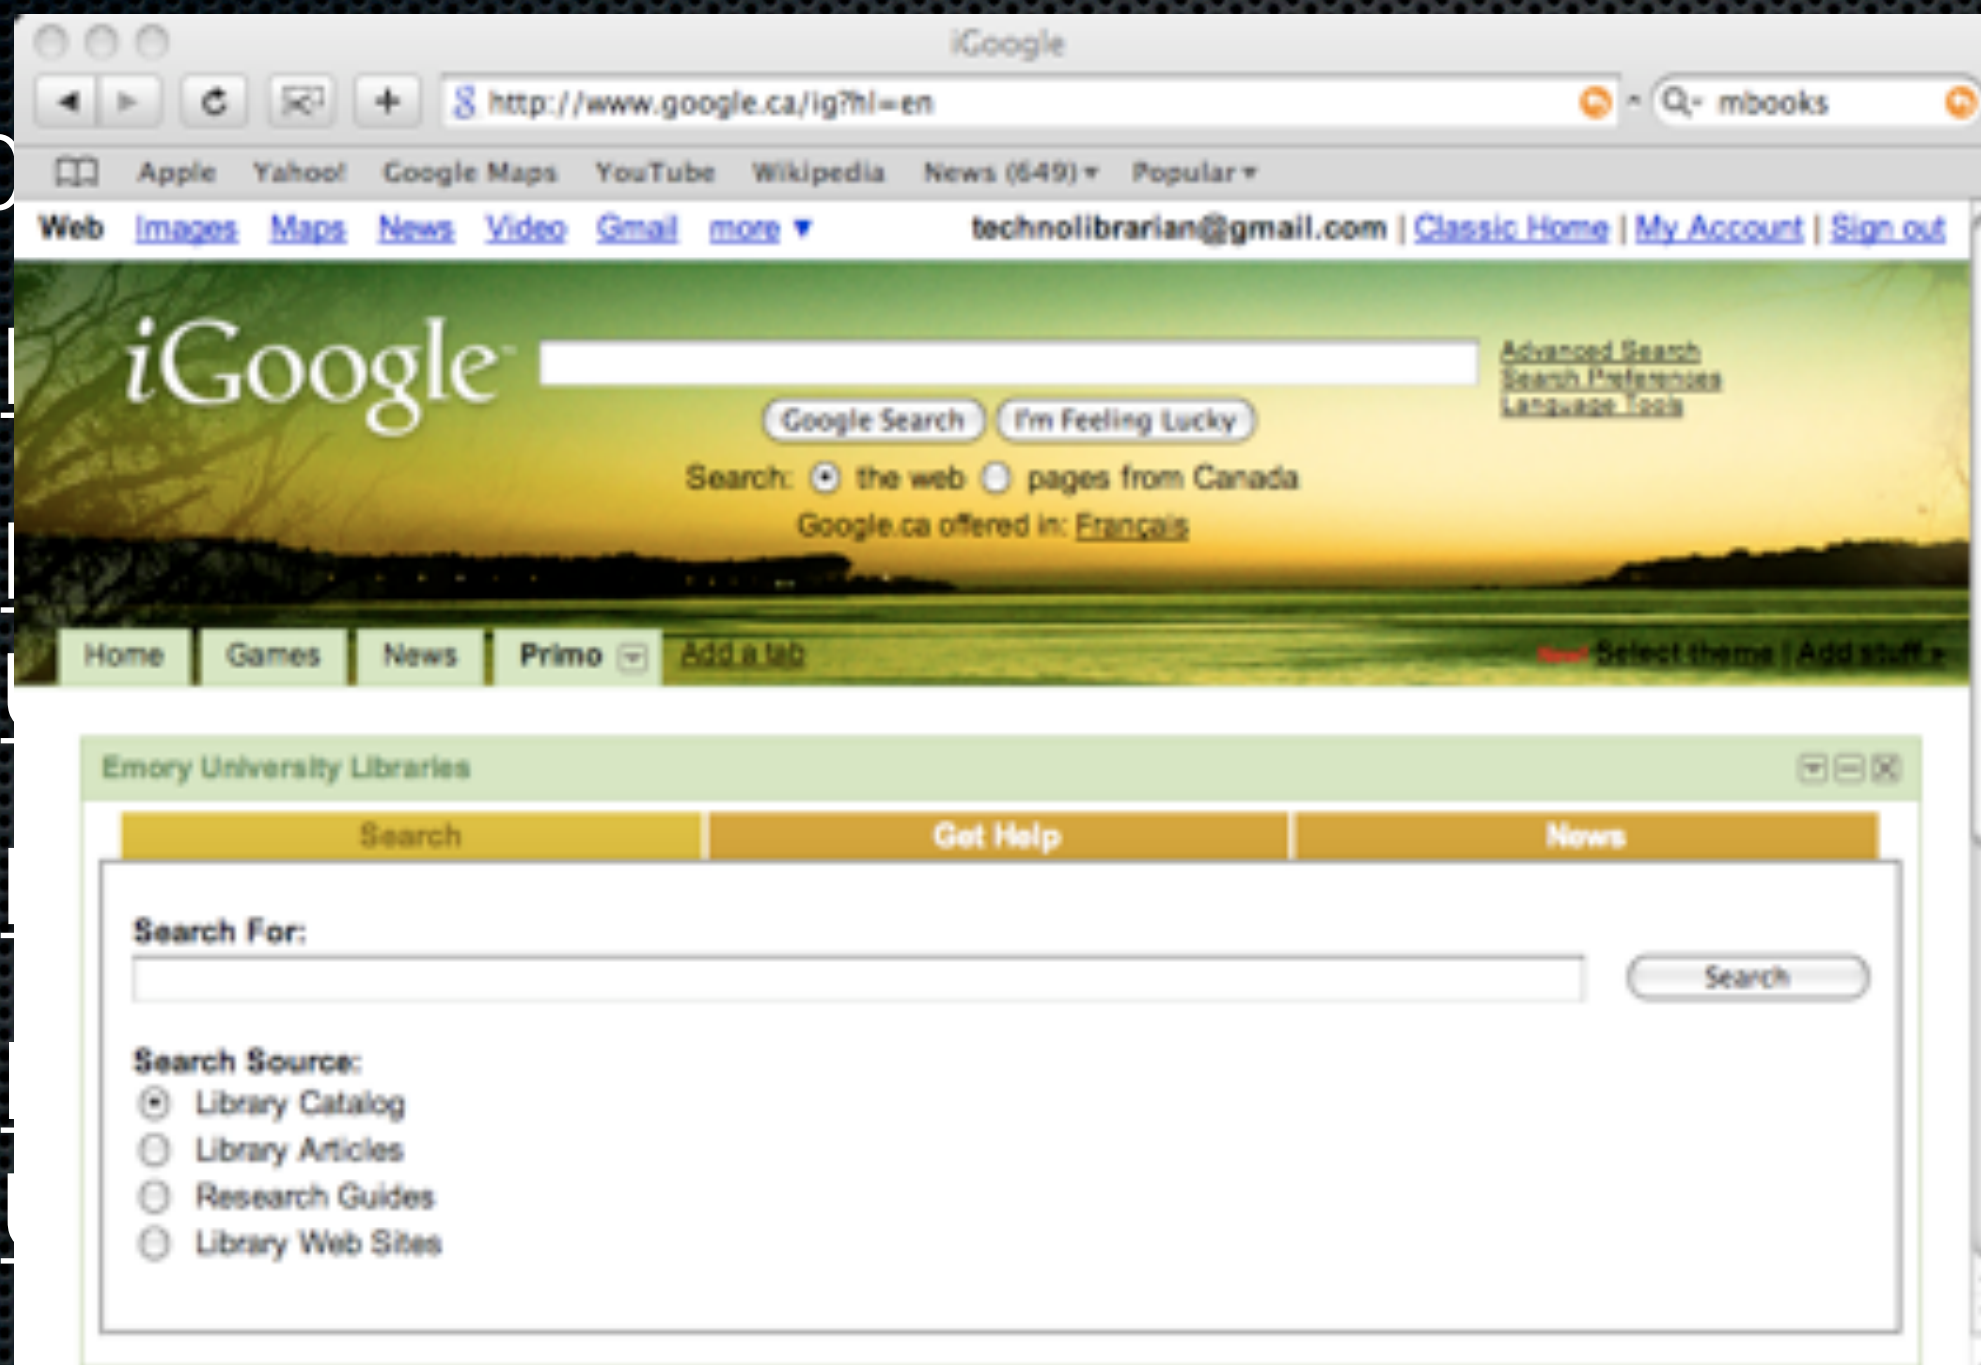 iGoogle
http://www.google.ca/ig?hl=en mbooks
Apple Yahoo! Google Maps YouTube Wikipedia News (649) Popular
Web Images Maps News Video Gmail more technolibrarian@gmail.com | Classic Home | My Account | Sign out
iGoogle
Advanced Search
Search Preferences
Language Tools
Google Search I'm Feeling Lucky
Search: the web pages from Canada
Google.ca offered in: Français
Home Games News Primo Add a tab New! Select theme | Add stuff »
Emory University Libraries
Search Get Help News
Search For:
Search
Search Source:
Library Catalog
Library Articles
Research Guides
Library Web Sites